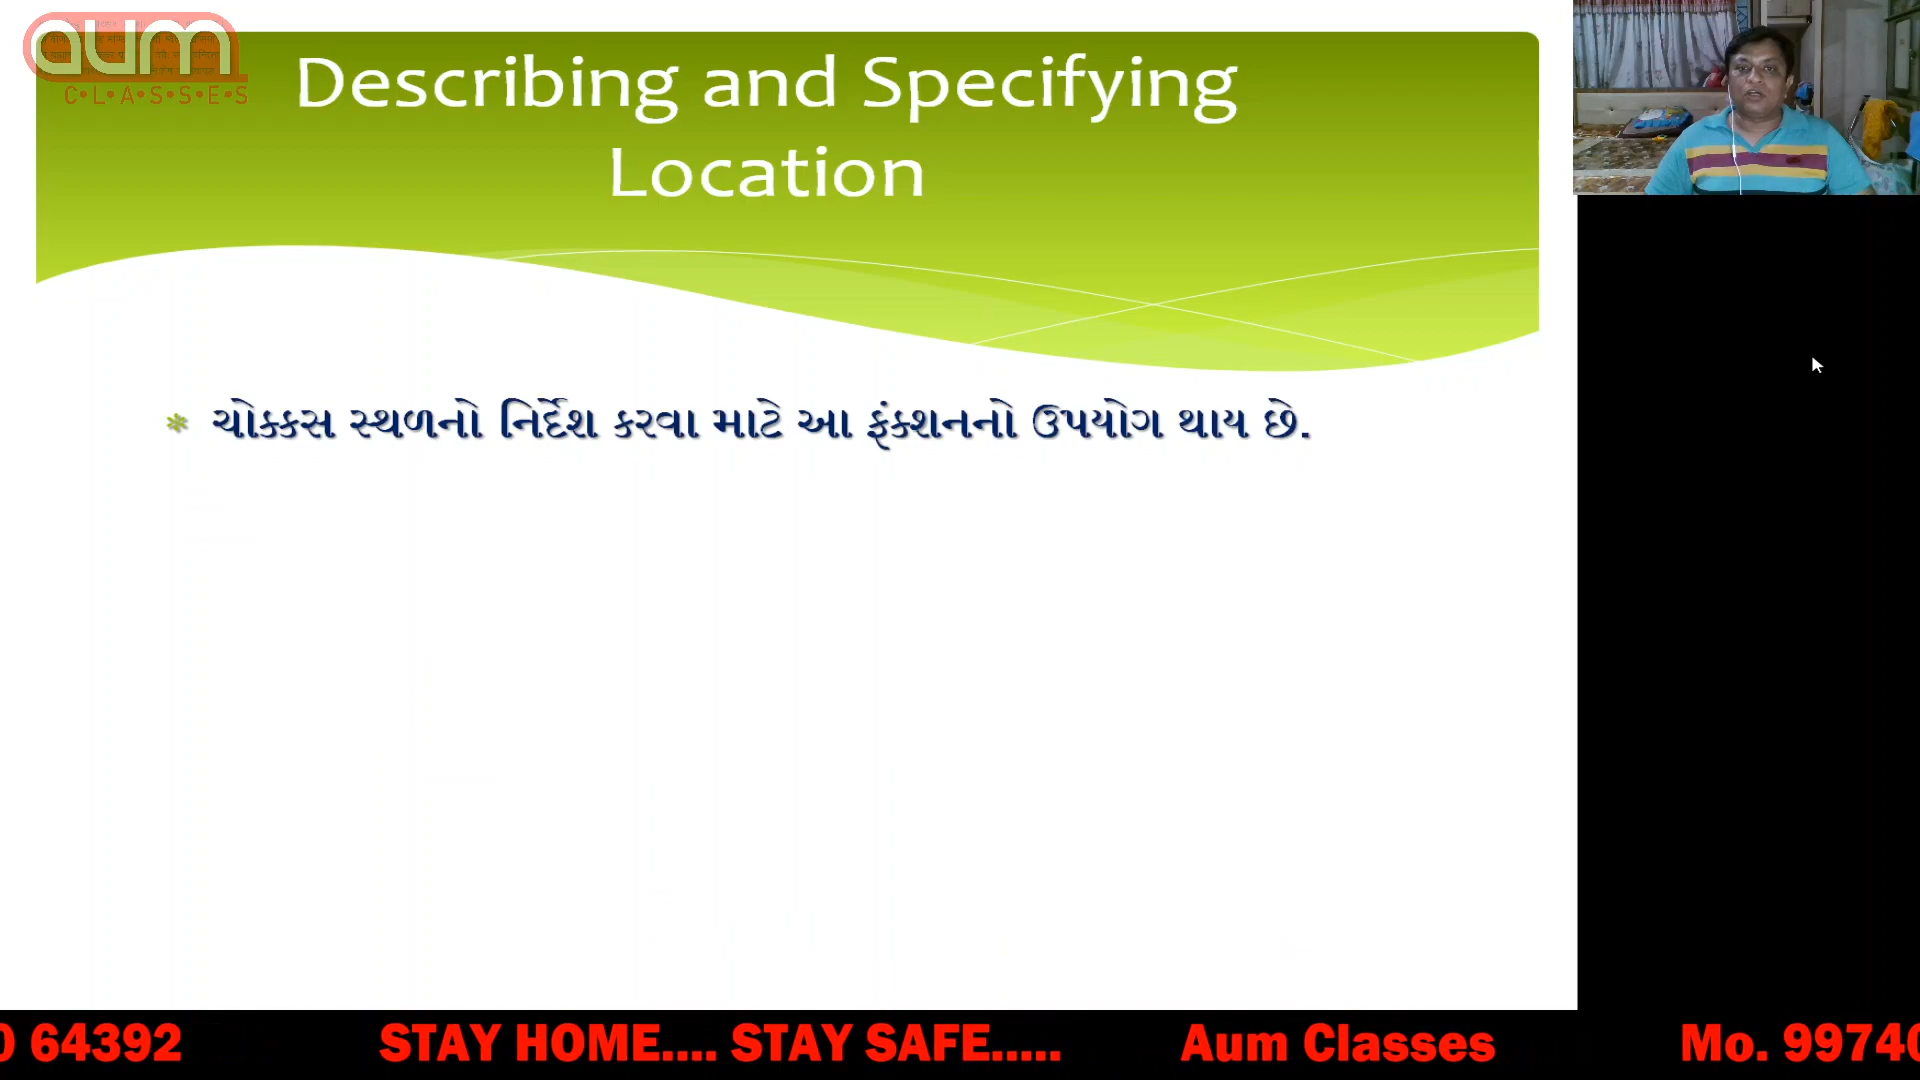 aum
C•L•A•S•S•E•S
Describing and Specifying
Location
ચોક્કસ સ્થળનો નિર્દેશ કરવા માટે આ ફંક્શનનો ઉપયોગ થાય છે.
0 64392 STAY HOME.... STAY SAFE..... Aum Classes Mo. 99740